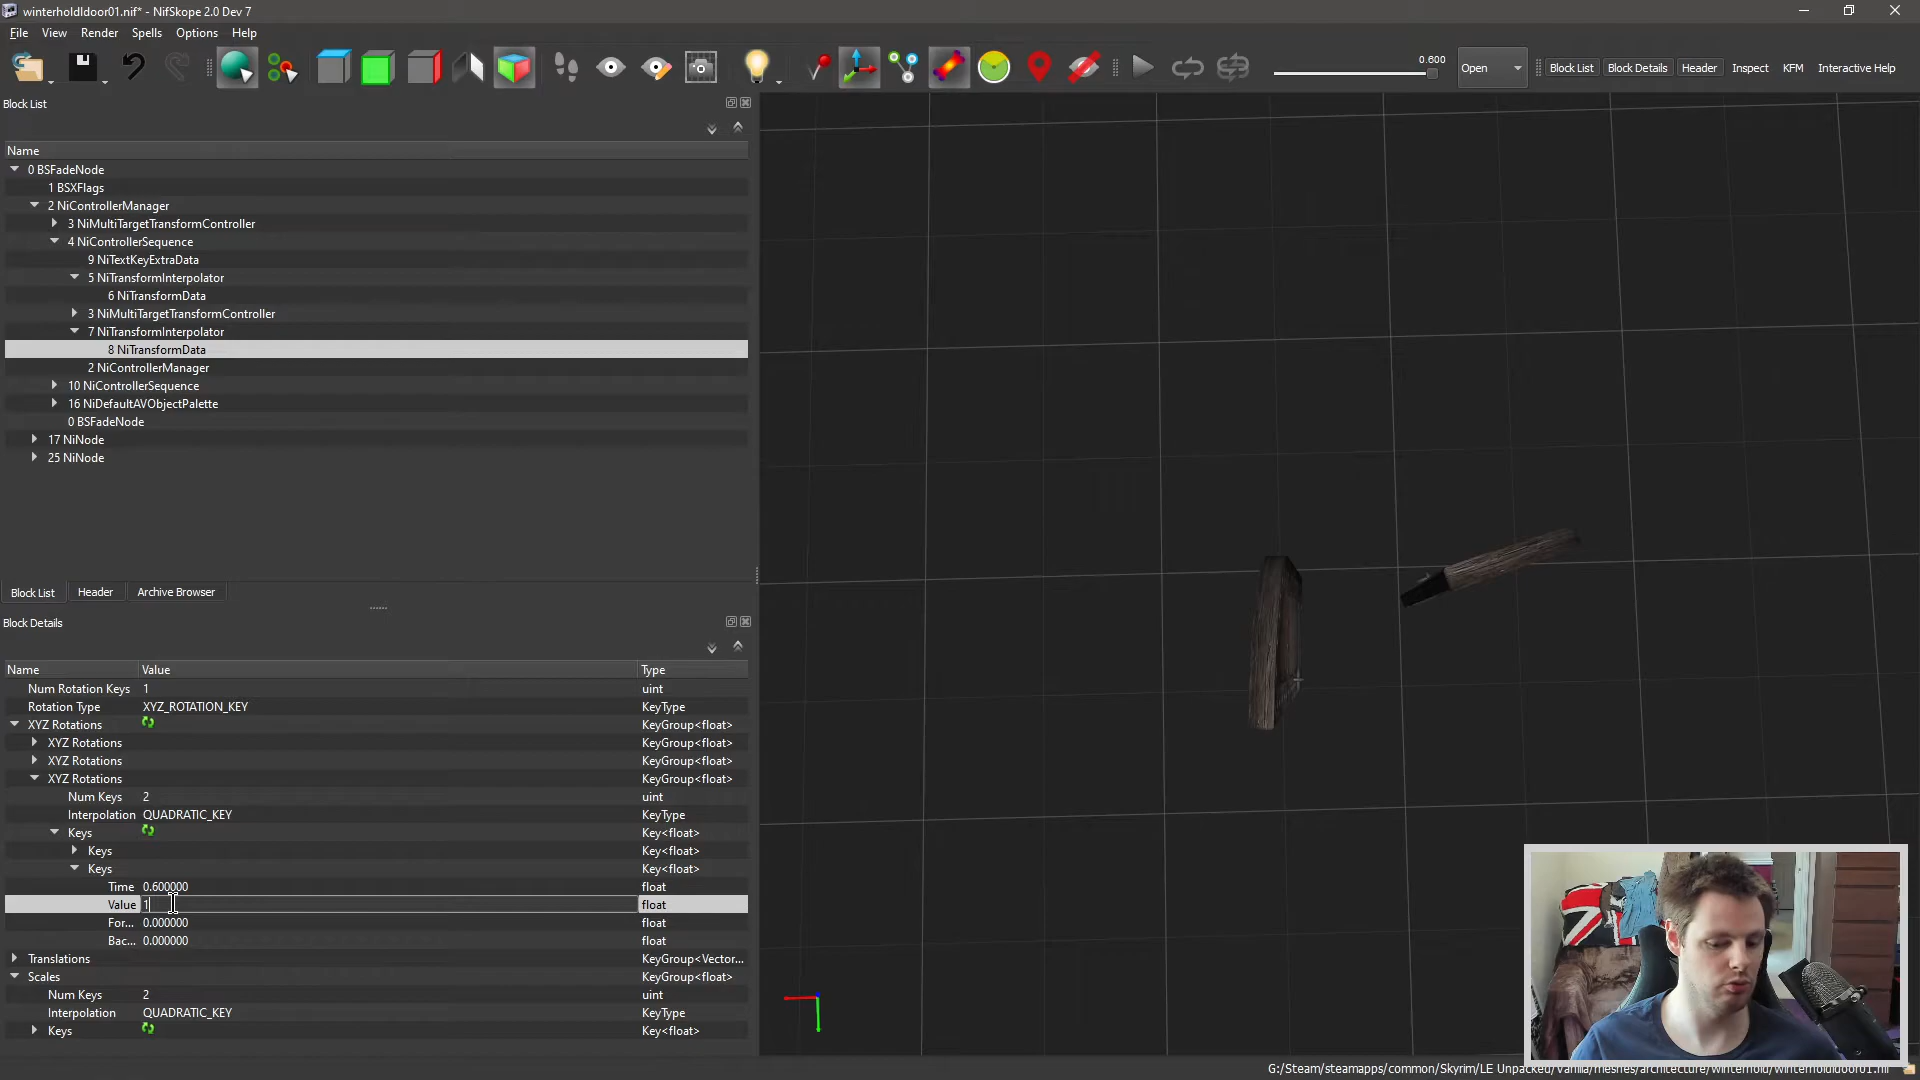 winterholdldoor01.nif* - NifSkope 2.0 Dev 7
File View Render Spells Options Help
0.600
Open
Block List Block Details Header Inspect KFM Interactive Help
Block List
Name
0 BSFadeNode
1 BSXFlags
2 NiControllerManager
3 NiMultiTargetTransformController
4 NiControllerSequence
9 NiTextKeyExtraData
5 NiTransformInterpolator
6 NiTransformData
3 NiMultiTargetTransformController
7 NiTransformInterpolator
8 NiTransformData
2 NiControllerManager
10 NiControllerSequence
16 NiDefaultAVObjectPalette
0 BSFadeNode
17 NiNode
25 NiNode
Block List Header Archive Browser
Block Details
Name Value Type
Num Rotation Keys 1 uint
Rotation Type XYZ_ROTATION_KEY KeyType
XYZ Rotations KeyGroup<float>
XYZ Rotations KeyGroup<float>
XYZ Rotations KeyGroup<float>
XYZ Rotations KeyGroup<float>
Num Keys 2 uint
Interpolation QUADRATIC_KEY KeyType
Keys Key<float>
Keys Key<float>
Keys Key<float>
Time 0.600000 float
Value 1 float
For... 0.000000 float
Bac... 0.000000 float
Translations KeyGroup<Vector...
Scales KeyGroup<float>
Num Keys 2 uint
Interpolation QUADRATIC_KEY KeyType
Keys Key<float>
G:/Steam/steamapps/common/Skyrim/LE Unpacked/Vanilla/meshes/architecture/winterhold/winterholdldoor01.nif